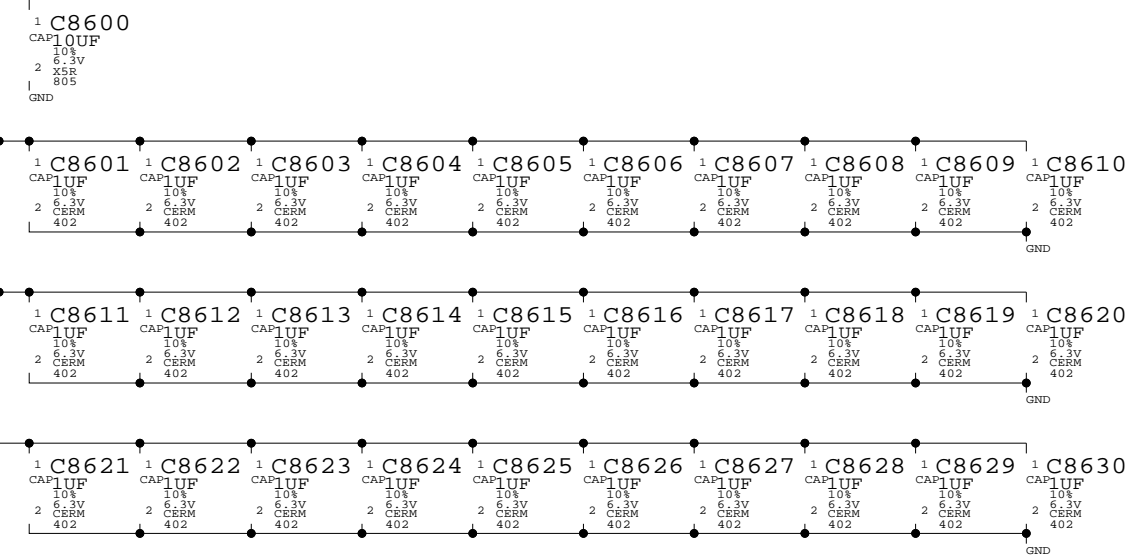 1 C8600
CAP 10UF
10%
6.3V
2 X5R
805
GND
1 C8601 1 C8602 1 C8603 1 C8604 1 C8605 1 C8606 1 C8607 1 C8608 1 C8609 1 C8610
CAP 1UF CAP 1UF CAP 1UF CAP 1UF CAP 1UF CAP 1UF CAP 1UF CAP 1UF CAP 1UF CAP 1UF
10% 10% 10% 10% 10% 10% 10% 10% 10% 10%
6.3V 6.3V 6.3V 6.3V 6.3V 6.3V 6.3V 6.3V 6.3V 6.3V
2 CERM 2 CERM 2 CERM 2 CERM 2 CERM 2 CERM 2 CERM 2 CERM 2 CERM 2 CERM
402 402 402 402 402 402 402 402 402 402
GND
1 C8611 1 C8612 1 C8613 1 C8614 1 C8615 1 C8616 1 C8617 1 C8618 1 C8619 1 C8620
CAP 1UF CAP 1UF CAP 1UF CAP 1UF CAP 1UF CAP 1UF CAP 1UF CAP 1UF CAP 1UF CAP 1UF
10% 10% 10% 10% 10% 10% 10% 10% 10% 10%
6.3V 6.3V 6.3V 6.3V 6.3V 6.3V 6.3V 6.3V 6.3V 6.3V
2 CERM 2 CERM 2 CERM 2 CERM 2 CERM 2 CERM 2 CERM 2 CERM 2 CERM 2 CERM
402 402 402 402 402 402 402 402 402 402
GND
1 C8621 1 C8622 1 C8623 1 C8624 1 C8625 1 C8626 1 C8627 1 C8628 1 C8629 1 C8630
CAP 1UF CAP 1UF CAP 1UF CAP 1UF CAP 1UF CAP 1UF CAP 1UF CAP 1UF CAP 1UF CAP 1UF
10% 10% 10% 10% 10% 10% 10% 10% 10% 10%
6.3V 6.3V 6.3V 6.3V 6.3V 6.3V 6.3V 6.3V 6.3V 6.3V
2 CERM 2 CERM 2 CERM 2 CERM 2 CERM 2 CERM 2 CERM 2 CERM 2 CERM 2 CERM
402 402 402 402 402 402 402 402 402 402
GND